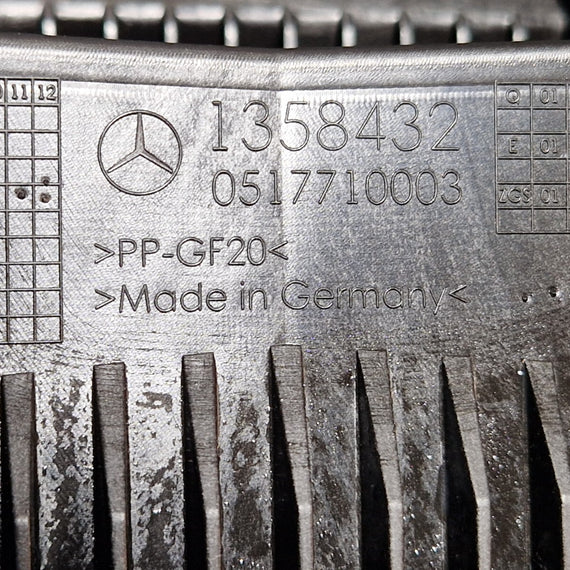 11 12
1358432
0517710003
>PP-GF20<
>Made in Germany<
O 01
E 01
ZGS 01